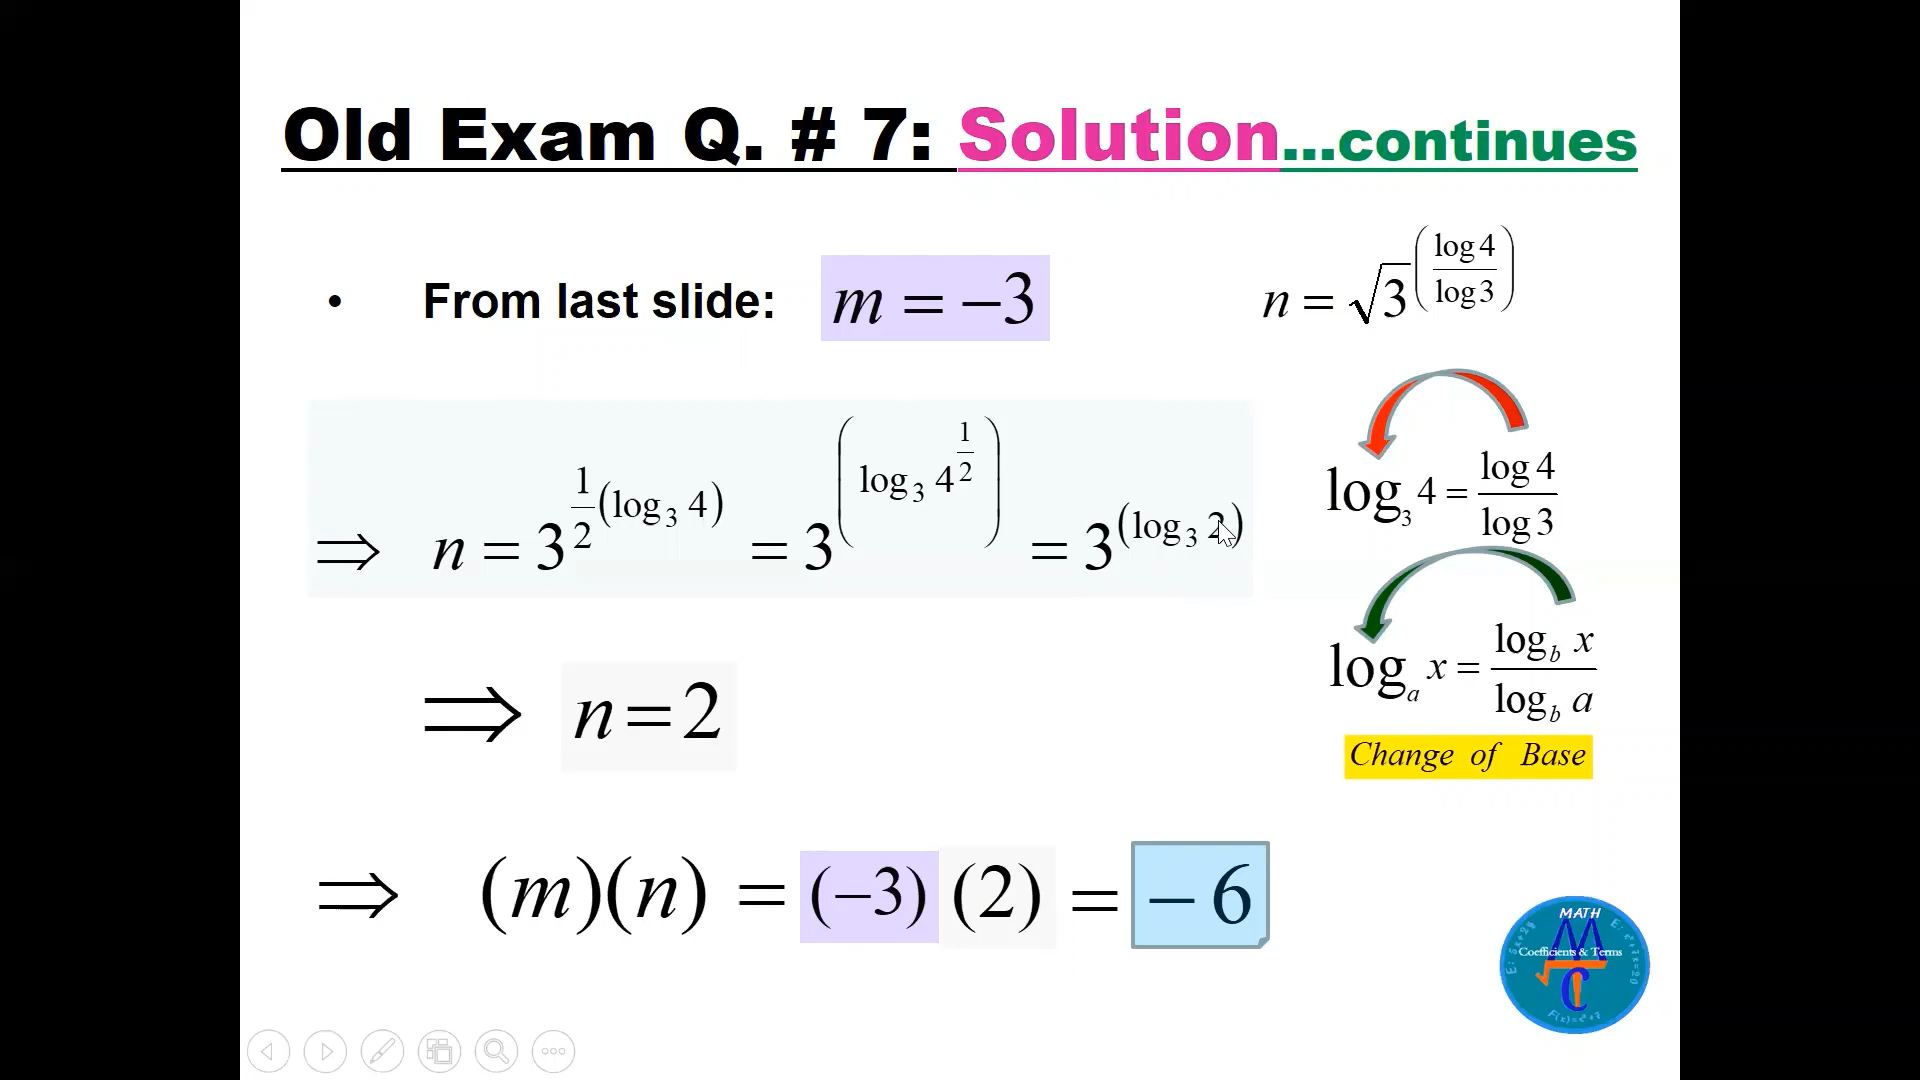 Old Exam Q. # 7: Solution...continues
• From last slide: m = −3
n = √3^(log 4 / log 3)
⇒ n = 3^(1/2 (log₃ 4)) = 3^(log₃ 4^(1/2)) = 3^(log₃ 2)
log₃ 4 = log 4 / log 3
⇒ n = 2
logₐ x = log_b x / log_b a
Change of Base
⇒ (m)(n) = (−3) (2) = − 6
MATH
Coefficients & Terms